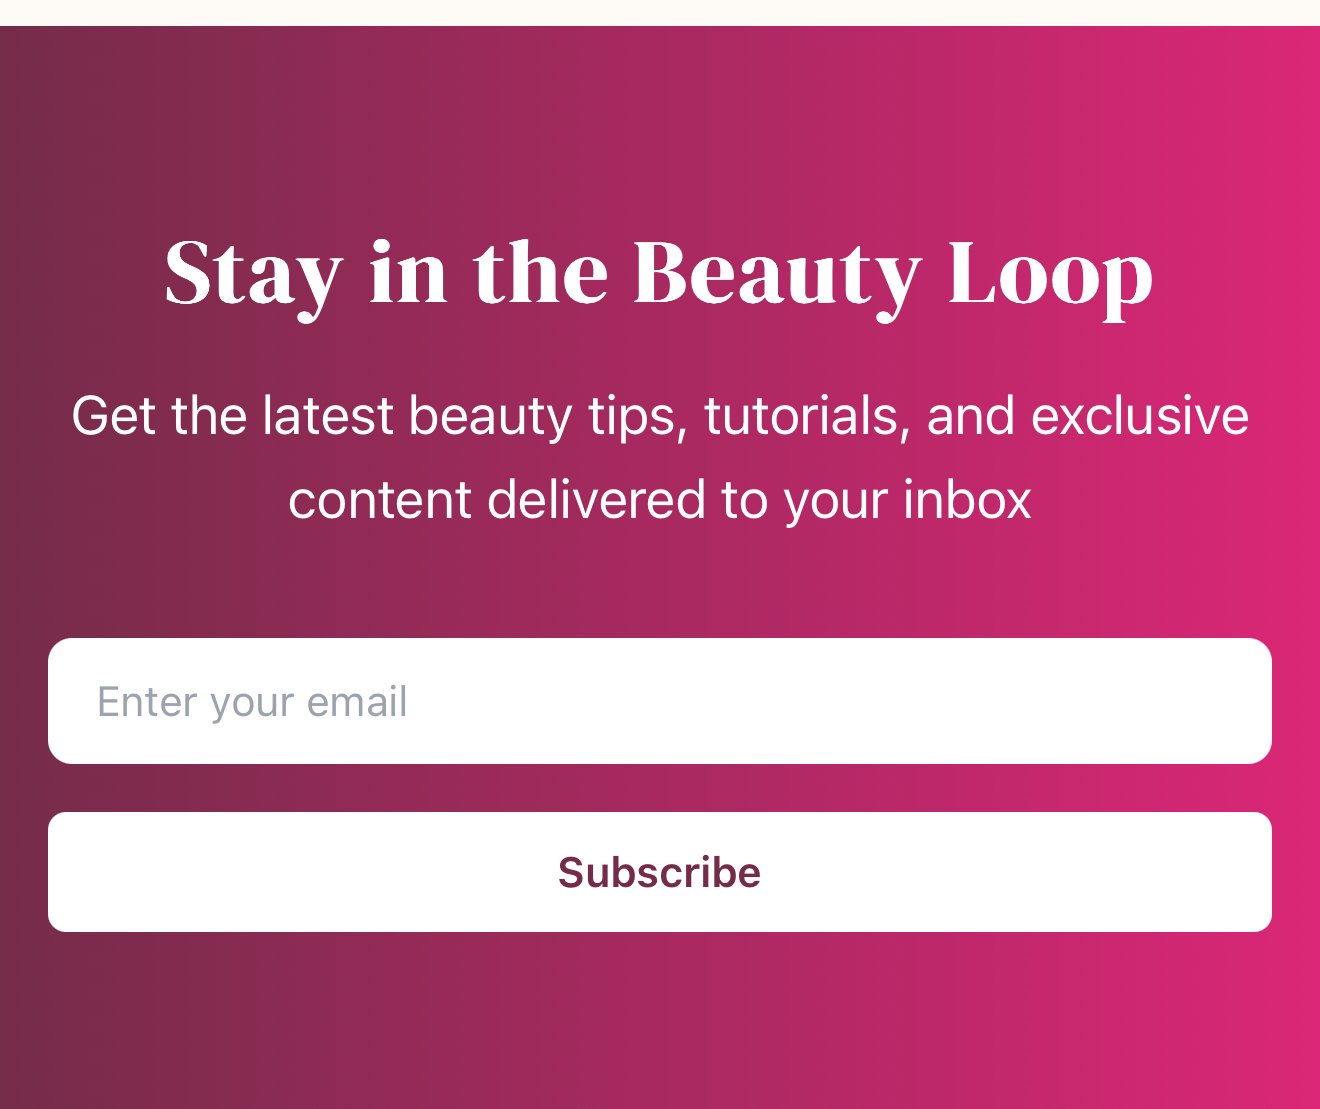 Stay in the Beauty Loop
Get the latest beauty tips, tutorials, and exclusive
content delivered to your inbox
Enter your email
Subscribe